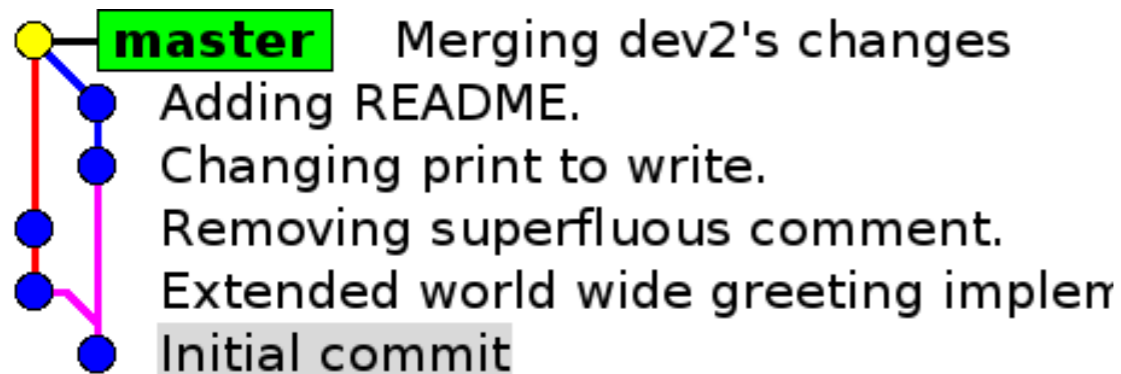 master Merging dev2's changes
Adding README.
Changing print to write.
Removing superfluous comment.
Extended world wide greeting implem
Initial commit